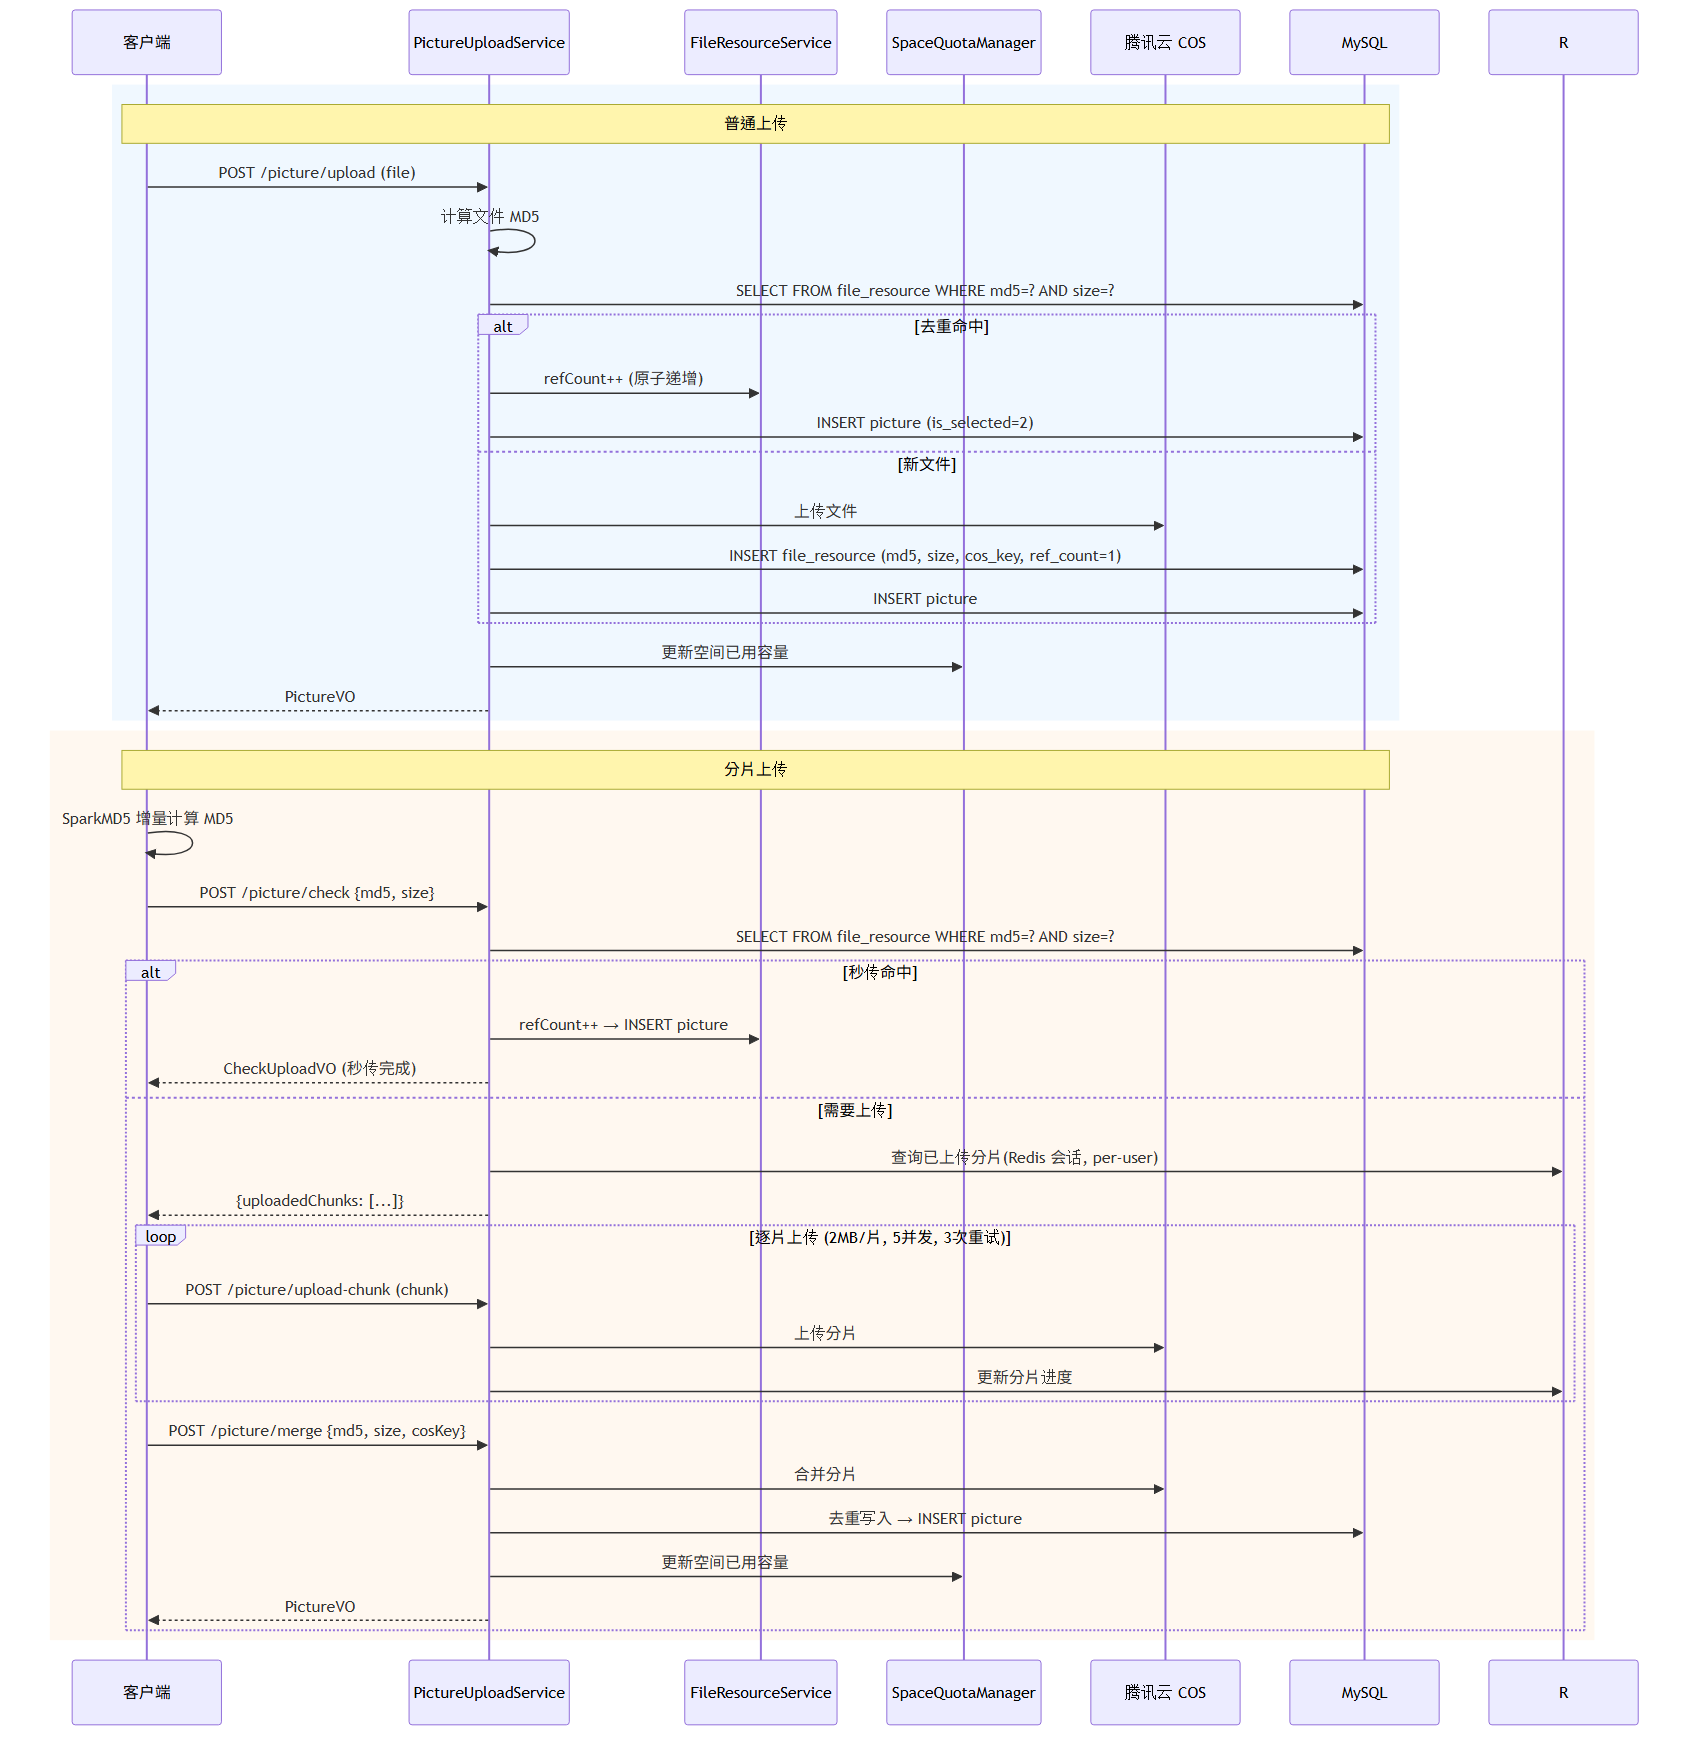 客户端
PictureUploadService
FileResourceService
SpaceQuotaManager
腾讯云 COS
MySQL
R
普通上传
POST /picture/upload (file)
计算文件 MD5
SELECT FROM file_resource WHERE md5=? AND size=?
alt
[去重命中]
refCount++ (原子递增)
INSERT picture (is_selected=2)
[新文件]
上传文件
INSERT file_resource (md5, size, cos_key, ref_count=1)
INSERT picture
更新空间已用容量
PictureVO
分片上传
SparkMD5 增量计算 MD5
POST /picture/check {md5, size}
SELECT FROM file_resource WHERE md5=? AND size=?
alt
[秒传命中]
refCount++ → INSERT picture
CheckUploadVO (秒传完成)
[需要上传]
查询已上传分片(Redis 会话, per-user)
{uploadedChunks: [...]}
loop
[逐片上传 (2MB/片, 5并发, 3次重试)]
POST /picture/upload-chunk (chunk)
上传分片
更新分片进度
POST /picture/merge {md5, size, cosKey}
合并分片
去重写入 → INSERT picture
更新空间已用容量
PictureVO
客户端
PictureUploadService
FileResourceService
SpaceQuotaManager
腾讯云 COS
MySQL
R